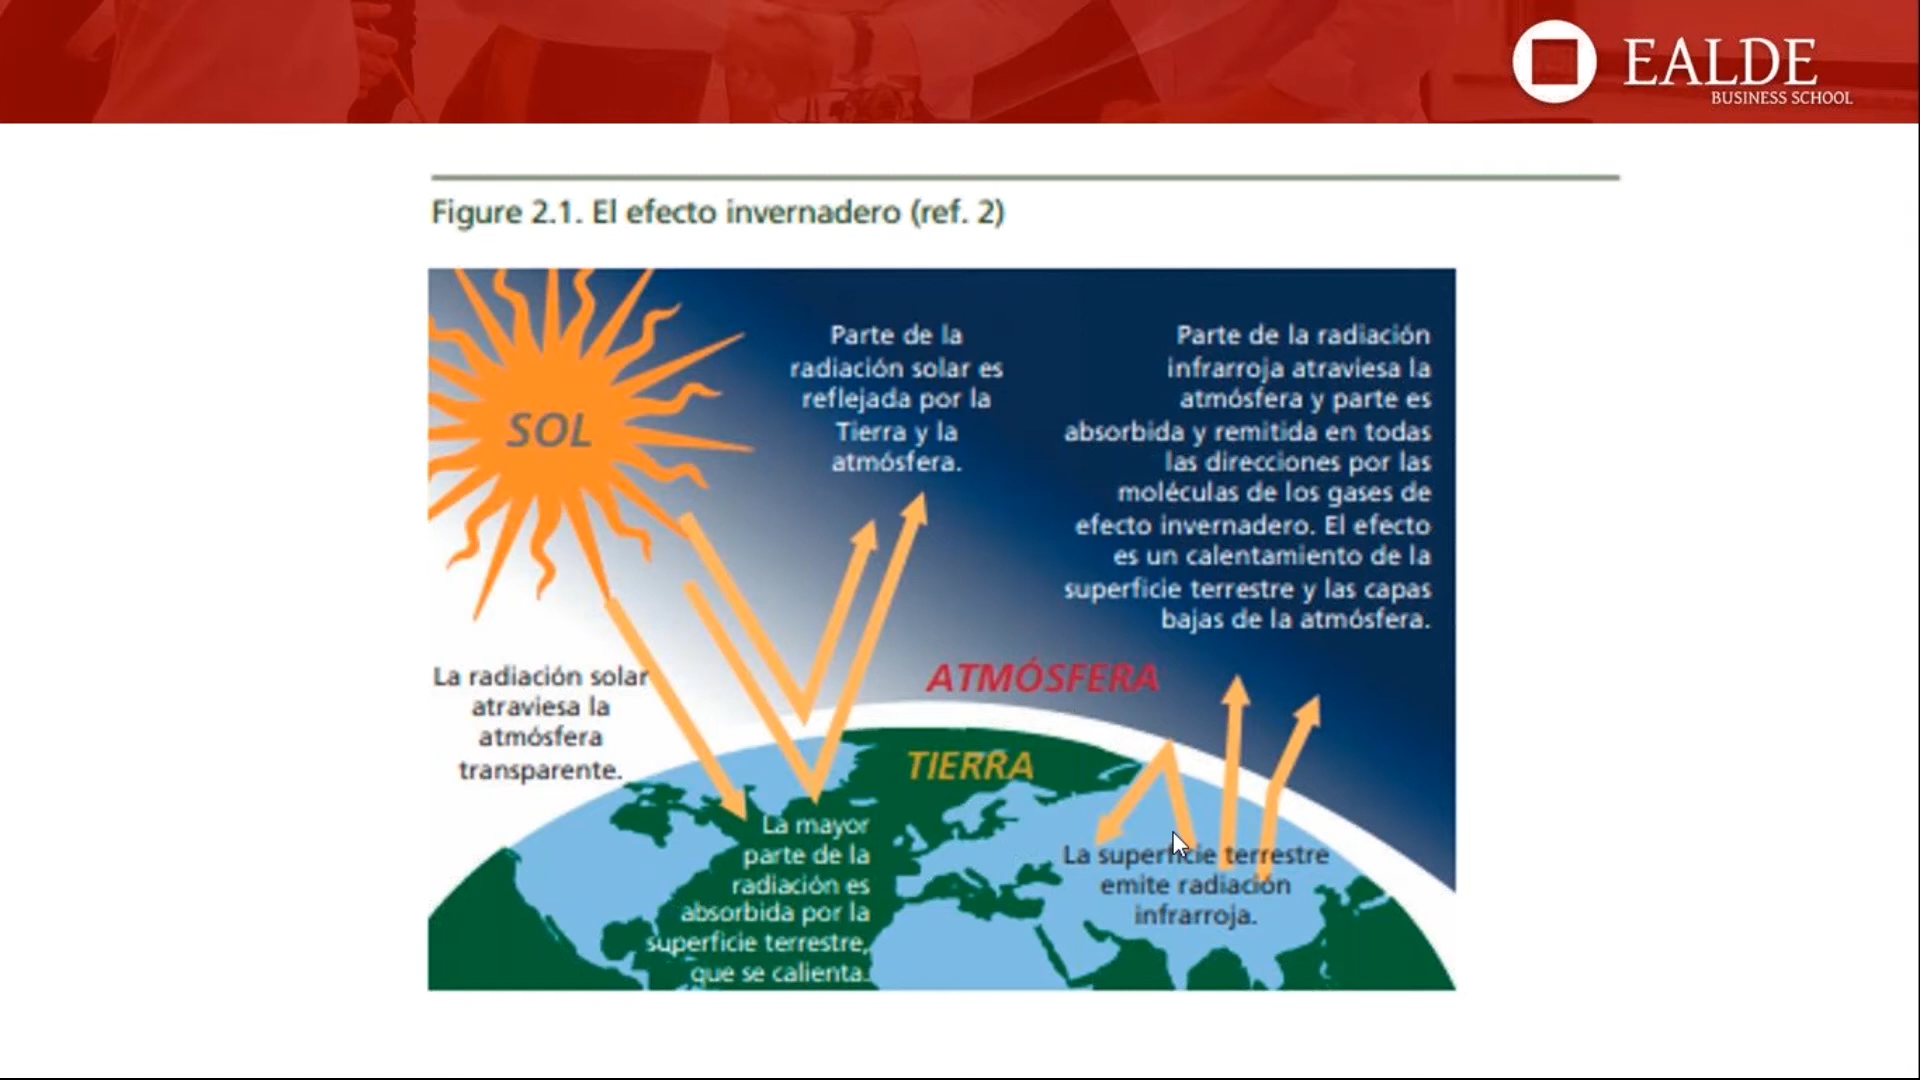 EALDE
BUSINESS SCHOOL
Figure 2.1. El efecto invernadero (ref. 2)
SOL
Parte de la
radiación solar es
reflejada por la
Tierra y la
atmósfera.
Parte de la radiación
infrarroja atraviesa la
atmósfera y parte es
absorbida y remitida en todas
las direcciones por las
moléculas de los gases de
efecto invernadero. El efecto
es un calentamiento de la
superficie terrestre y las capas
bajas de la atmósfera.
La radiación solar
atraviesa la
atmósfera
transparente.
ATMÓSFERA
TIERRA
La mayor
parte de la
radiación es
absorbida por la
superficie terrestre,
que se calienta.
La superficie terrestre
emite radiación
infrarroja.